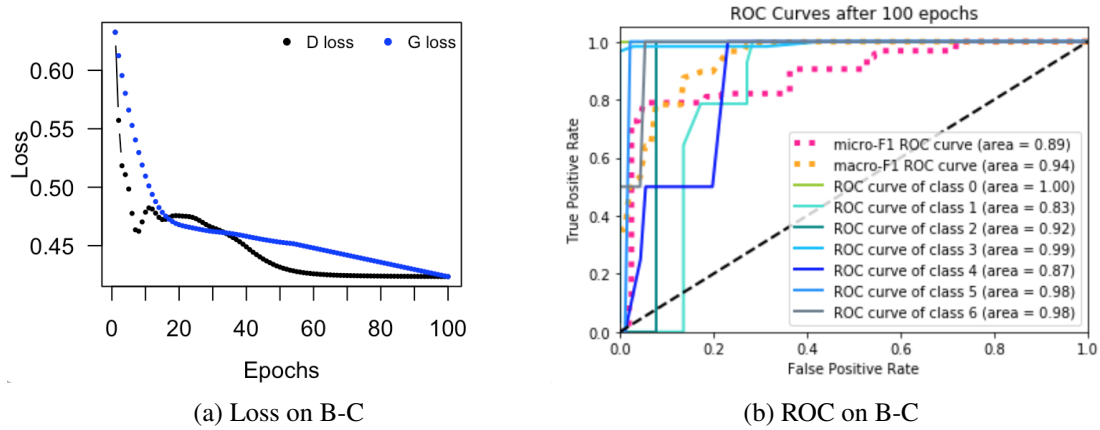 D loss
G loss
0.60
0.55
0.50
0.45
Loss
0
20
40
60
80
100
Epochs
(a) Loss on B-C
ROC Curves after 100 epochs
1.0
0.8
0.6
0.4
0.2
0.0
True Positive Rate
micro-F1 ROC curve (area = 0.89)
macro-F1 ROC curve (area = 0.94)
ROC curve of class 0 (area = 1.00)
ROC curve of class 1 (area = 0.83)
ROC curve of class 2 (area = 0.92)
ROC curve of class 3 (area = 0.99)
ROC curve of class 4 (area = 0.87)
ROC curve of class 5 (area = 0.98)
ROC curve of class 6 (area = 0.98)
0.0
0.2
0.4
0.6
0.8
1.0
False Positive Rate
(b) ROC on B-C